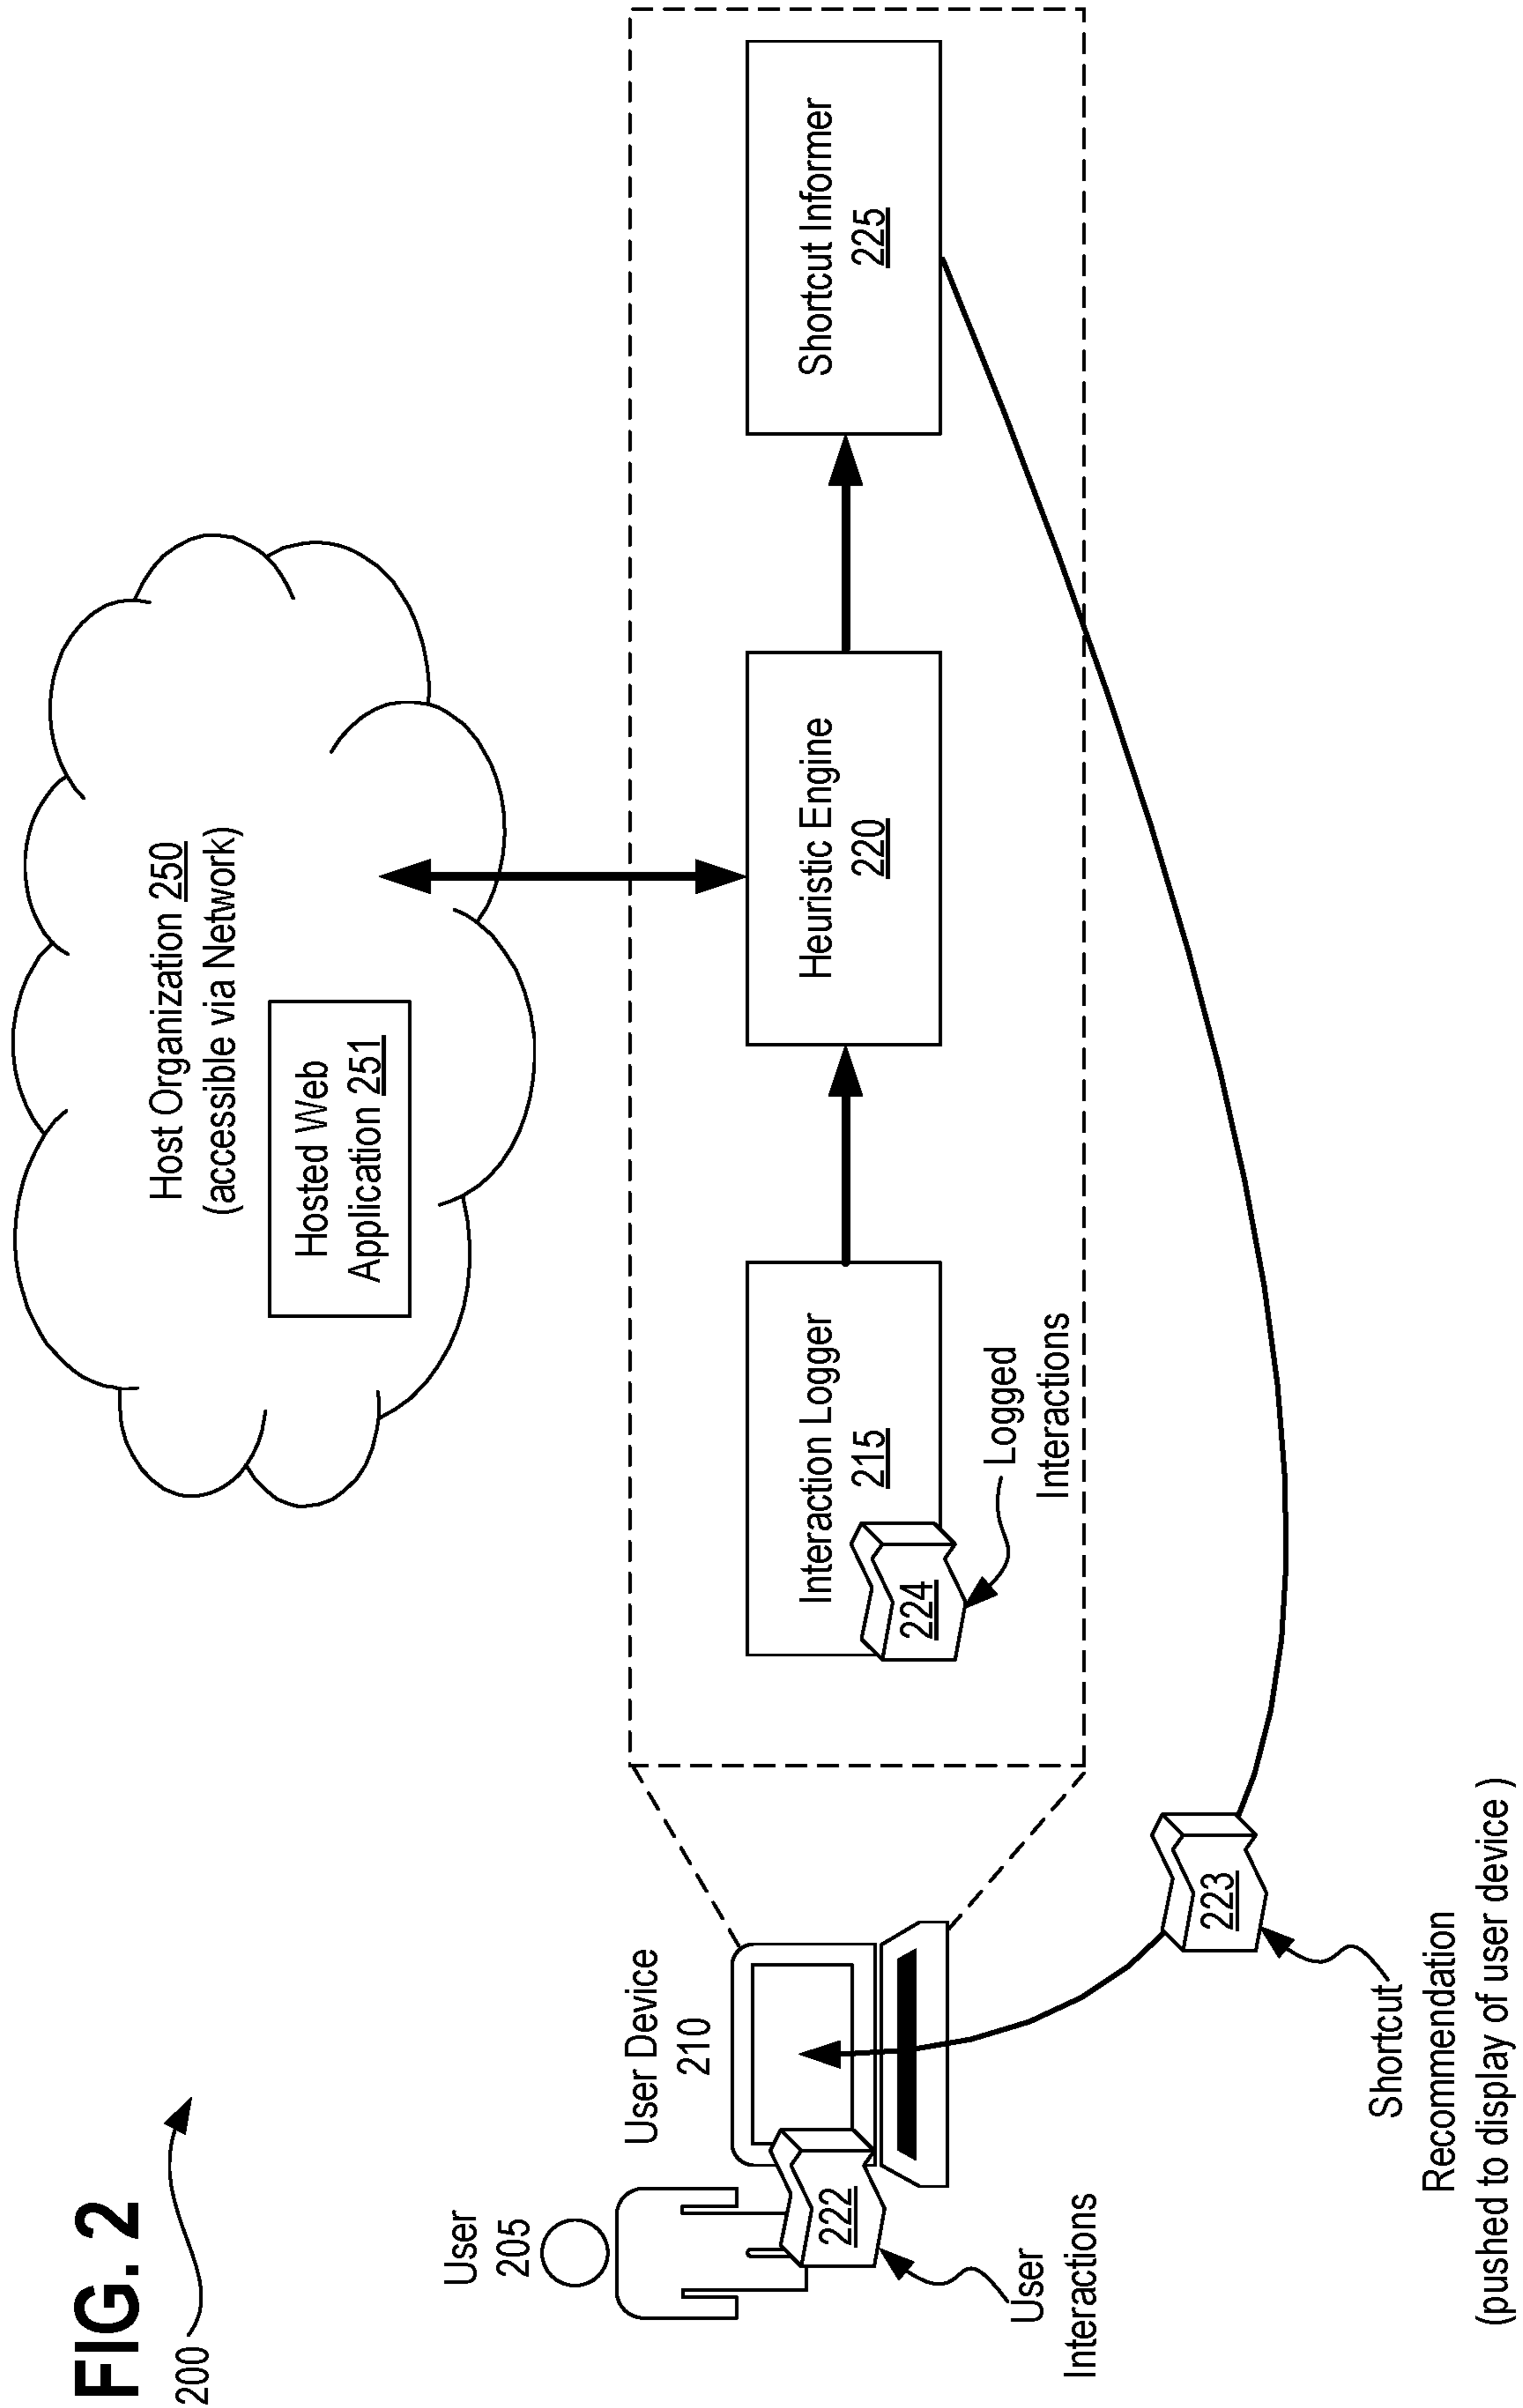 FIG. 2
200
Host Organization 250
(accessible via Network)
Hosted Web
Application 251
User
205
User Device
210
222
User
Interactions
Interaction Logger
215
224
Logged
Interactions
Heuristic Engine
220
Shortcut Informer
225
223
Shortcut
Recommendation
(pushed to display of user device )